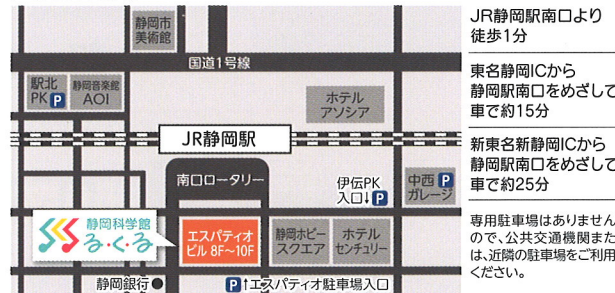 静岡市
美術館
国道1号線
駅北
PK P
静岡音楽館
AOI
ホテル
アソシア
JR静岡駅
南口ロータリー
伊伝PK
入口↓P
中西 P
ガレージ
静岡科学館
る・く・る
エスパティオ
ビル 8F〜10F
静岡ホビー
スクエア
ホテル
センチュリー
静岡銀行●
P↑エスパティオ駐車場入口
JR静岡駅南口より
徒歩1分
東名静岡ICから
静岡駅南口をめざして
車で約15分
新東名新静岡ICから
静岡駅南口をめざして
車で約25分
専用駐車場はありません
ので、公共交通機関また
は、近隣の駐車場をご利用
ください。